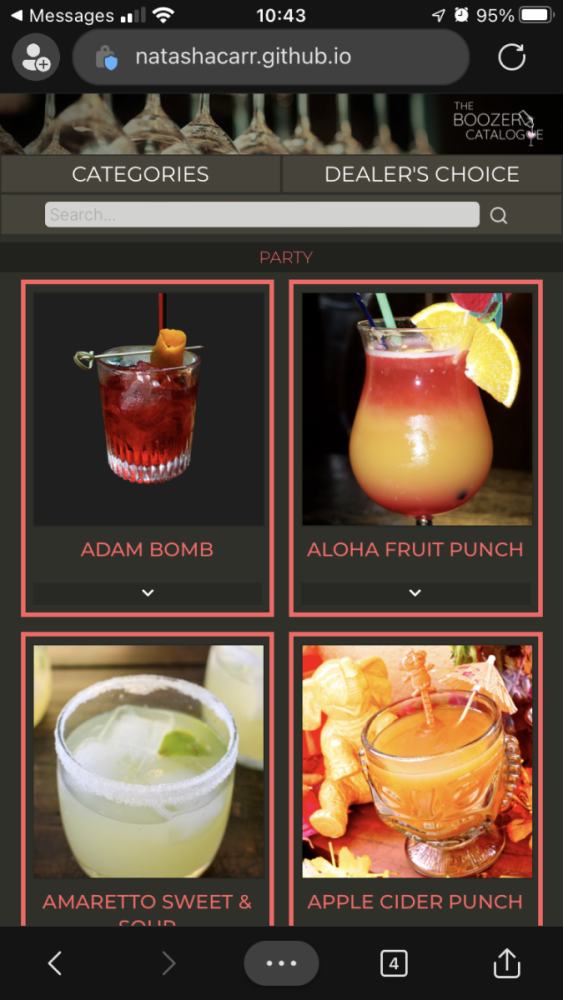 Messages
10:43
95%
natashacarr.github.io
THE
BOOZER
CATALOGUE
CATEGORIES
DEALER'S CHOICE
Search...
PARTY
ADAM BOMB
ALOHA FRUIT PUNCH
AMARETTO SWEET &
SOUR
APPLE CIDER PUNCH
4